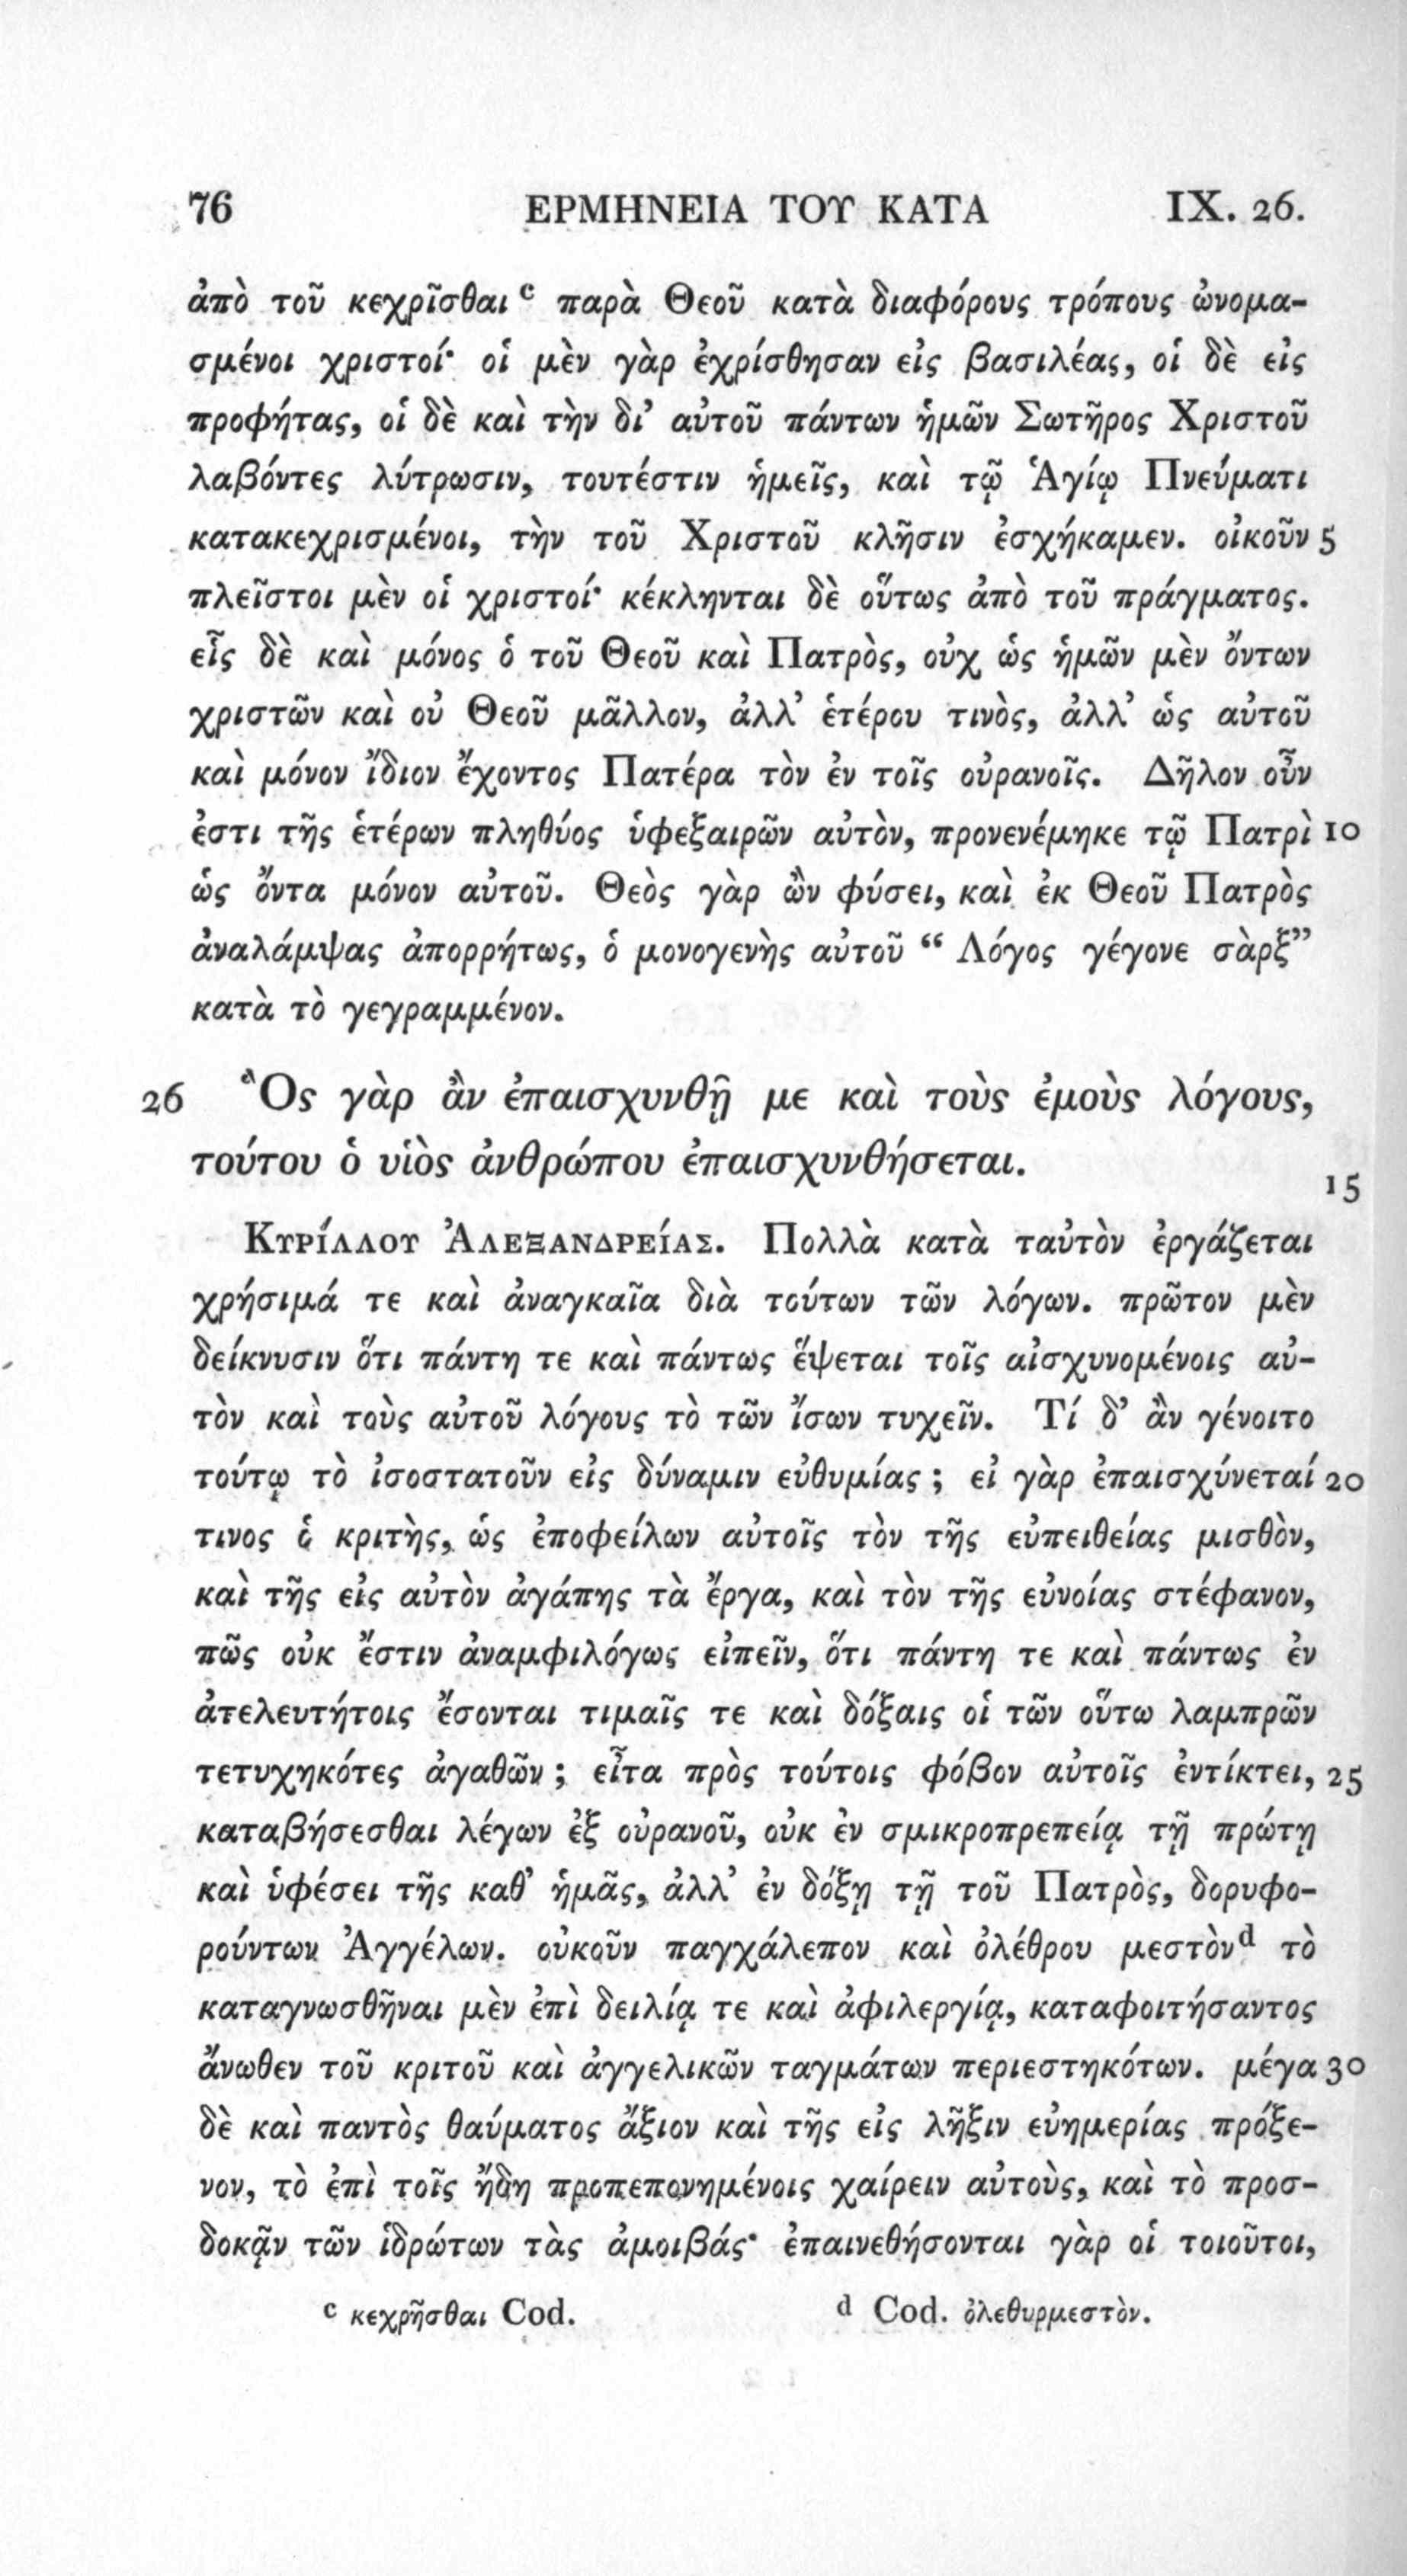 76 ΕΡΜΗΝΕΙΑ ΤΟΥ ΚΑΤΑ IX. 26.
ἀπὸ τοῦ κεχρῖσθαι c παρὰ Θεοῦ κατὰ διαφόρους τρόπους ὠνομα-
σμένοι χριστοί· οἱ μὲν γὰρ ἐχρίσθησαν εἰς βασιλέας, οἱ δὲ εἰς
προφήτας, οἱ δὲ καὶ τὴν δι’ αὐτοῦ πάντων ἡμῶν Σωτῆρος Χριστοῦ
λαβόντες λύτρωσιν, τουτέστιν ἡμεῖς, καὶ τῷ Ἁγίῳ Πνεύματι
κατακεχρισμένοι, τὴν τοῦ Χριστοῦ κλῆσιν ἐσχήκαμεν. οἰκοῦν 5
πλεῖστοι μὲν οἱ χριστοί· κέκληνται δὲ οὕτως ἀπὸ τοῦ πράγματος.
εἷς δὲ καὶ μόνος ὁ τοῦ Θεοῦ καὶ Πατρὸς, οὐχ ὡς ἡμῶν μὲν ὄντων
χριστῶν καὶ οὐ Θεοῦ μᾶλλον, ἀλλ’ ἑτέρου τινὸς, ἀλλ’ ὡς αὐτοῦ
καὶ μόνον ἴδιον ἔχοντος Πατέρα τὸν ἐν τοῖς οὐρανοῖς. Δῆλον οὖν
ἐστι τῆς ἑτέρων πληθύος ὑφεξαιρῶν αὐτὸν, προνενέμηκε τῷ Πατρὶ 10
ὡς ὄντα μόνον αὐτοῦ. Θεὸς γὰρ ὢν φύσει, καὶ ἐκ Θεοῦ Πατρὸς
ἀναλάμψας ἀπορρήτως, ὁ μονογενὴς αὐτοῦ “ Λόγος γέγονε σὰρξ”
κατὰ τὸ γεγραμμένον.
26 Ὃς γὰρ ἂν ἐπαισχυνθῇ με καὶ τοὺς ἐμοὺς λόγους,
τούτου ὁ υἱὸς ἀνθρώπου ἐπαισχυνθήσεται.
15
Κυρίλλου Ἀλεξανδρείας. Πολλὰ κατὰ ταὐτὸν ἐργάζεται
χρήσιμά τε καὶ ἀναγκαῖα διὰ τούτων τῶν λόγων. πρῶτον μὲν
δείκνυσιν ὅτι πάντη τε καὶ πάντως ἕψεται τοῖς αἰσχυνομένοις αὐ-
τὸν καὶ τοὺς αὐτοῦ λόγους τὸ τῶν ἴσων τυχεῖν. Τί δ’ ἂν γένοιτο
τούτῳ τὸ ἰσοστατοῦν εἰς δύναμιν εὐθυμίας ; εἰ γὰρ ἐπαισχύνεταί 20
τινος ὁ κριτὴς, ὡς ἐποφείλων αὐτοῖς τὸν τῆς εὐπειθείας μισθὸν,
καὶ τῆς εἰς αὐτὸν ἀγάπης τὰ ἔργα, καὶ τὸν τῆς εὐνοίας στέφανον,
πῶς οὐκ ἔστιν ἀναμφιλόγως εἰπεῖν, ὅτι πάντη τε καὶ πάντως ἐν
ἀτελευτήτοις ἔσονται τιμαῖς τε καὶ δόξαις οἱ τῶν οὕτω λαμπρῶν
τετυχηκότες ἀγαθῶν ; εἶτα πρὸς τούτοις φόβον αὐτοῖς ἐντίκτει, 25
καταβήσεσθαι λέγων ἐξ οὐρανοῦ, οὐκ ἐν σμικροπρεπείᾳ τῇ πρώτῃ
καὶ ὑφέσει τῆς καθ’ ἡμᾶς, ἀλλ’ ἐν δόξῃ τῇ τοῦ Πατρὸς, δορυφο-
ρούντων Ἀγγέλων. οὐκοῦν παγχάλεπον καὶ ὀλέθρου μεστὸν d τὸ
καταγνωσθῆναι μὲν ἐπὶ δειλίᾳ τε καὶ ἀφιλεργίᾳ, καταφοιτήσαντος
ἄνωθεν τοῦ κριτοῦ καὶ ἀγγελικῶν ταγμάτων περιεστηκότων. μέγα 30
δὲ καὶ παντὸς θαύματος ἄξιον καὶ τῆς εἰς λῆξιν εὐημερίας πρόξε-
νον, τὸ ἐπὶ τοῖς ἤδη προπεπονημένοις χαίρειν αὐτοὺς, καὶ τὸ προσ-
δοκᾷν τῶν ἱδρώτων τὰς ἀμοιβάς· ἐπαινεθήσονται γὰρ οἱ τοιοῦτοι,
c κεχρῆσθαι Cod. d Cod. ὀλεθυρμεστὸν.